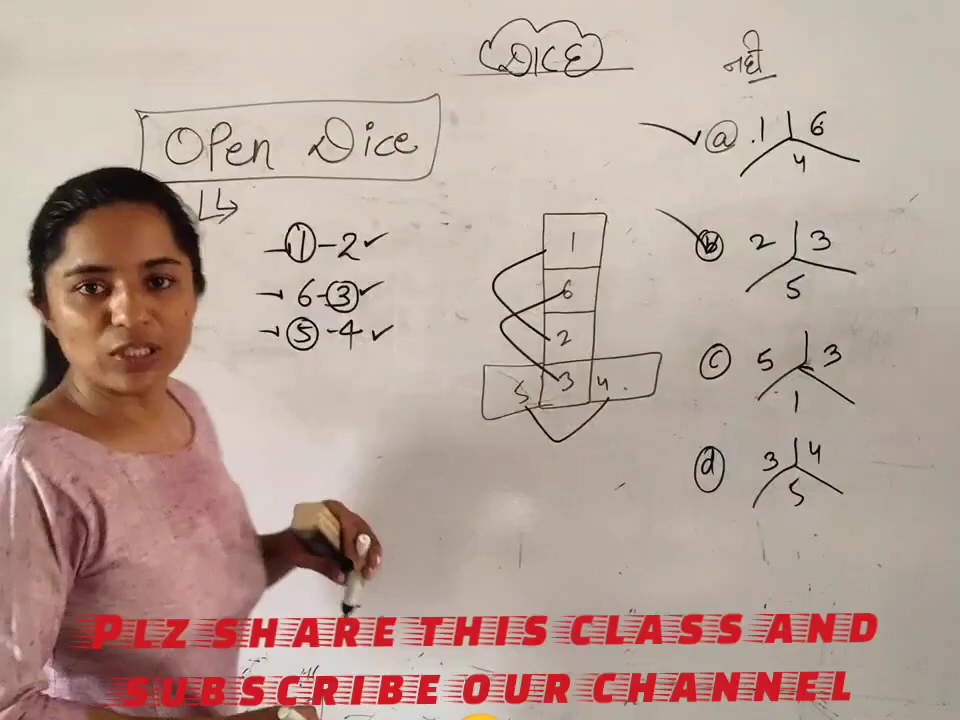 DICE
नही
Open Dice
① - 2 ✓
→ 6 - ③ ✓
→ ⑤ - 4 ✓
1
6
2
5 3 4
ⓐ 1 6
4
ⓑ 2 3
5
ⓒ 5 3
1
ⓓ 3 4
5
PLZ SHARE THIS CLASS AND
SUBSCRIBE OUR CHANNEL